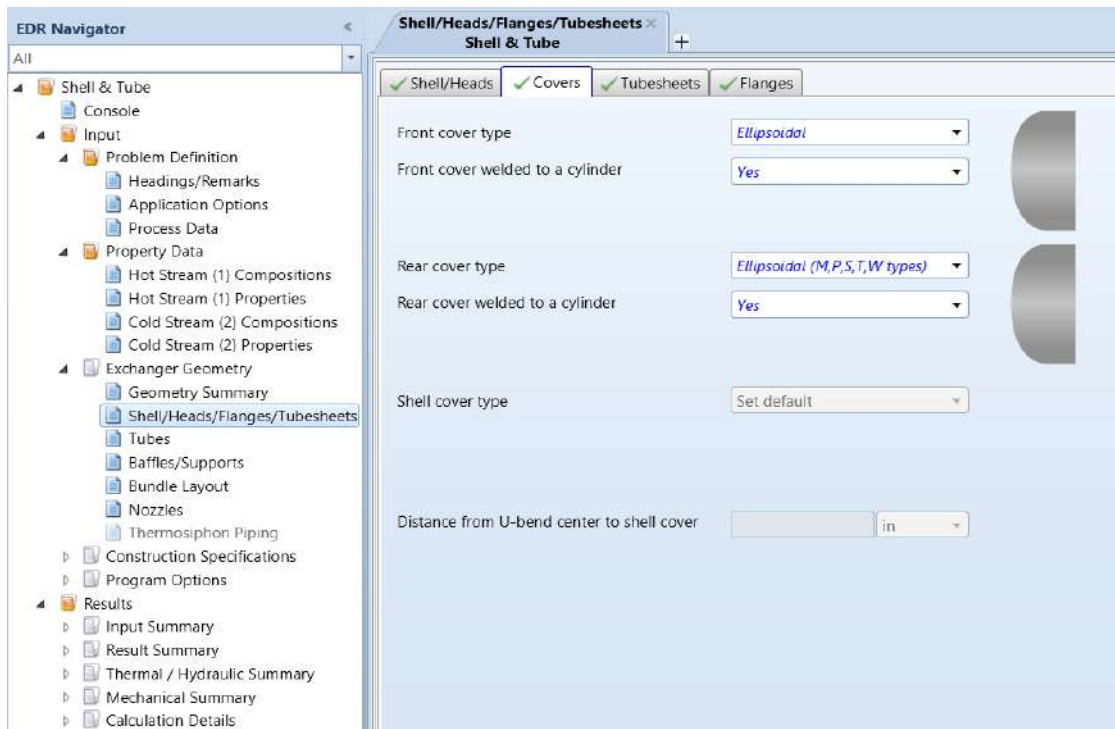 EDR Navigator
All
Shell & Tube
Console
Input
Problem Definition
Headings/Remarks
Application Options
Process Data
Property Data
Hot Stream (1) Compositions
Hot Stream (1) Properties
Cold Stream (2) Compositions
Cold Stream (2) Properties
Exchanger Geometry
Geometry Summary
Shell/Heads/Flanges/Tubesheets
Tubes
Baffles/Supports
Bundle Layout
Nozzles
Thermosiphon Piping
Construction Specifications
Program Options
Results
Input Summary
Result Summary
Thermal / Hydraulic Summary
Mechanical Summary
Calculation Details
Shell/Heads/Flanges/Tubesheets
Shell & Tube
Shell/Heads Covers Tubesheets Flanges
Front cover type Ellipsoidal
Front cover welded to a cylinder Yes
Rear cover type Ellipsoidal (M,P,S,T,W types)
Rear cover welded to a cylinder Yes
Shell cover type Set default
Distance from U-bend center to shell cover in